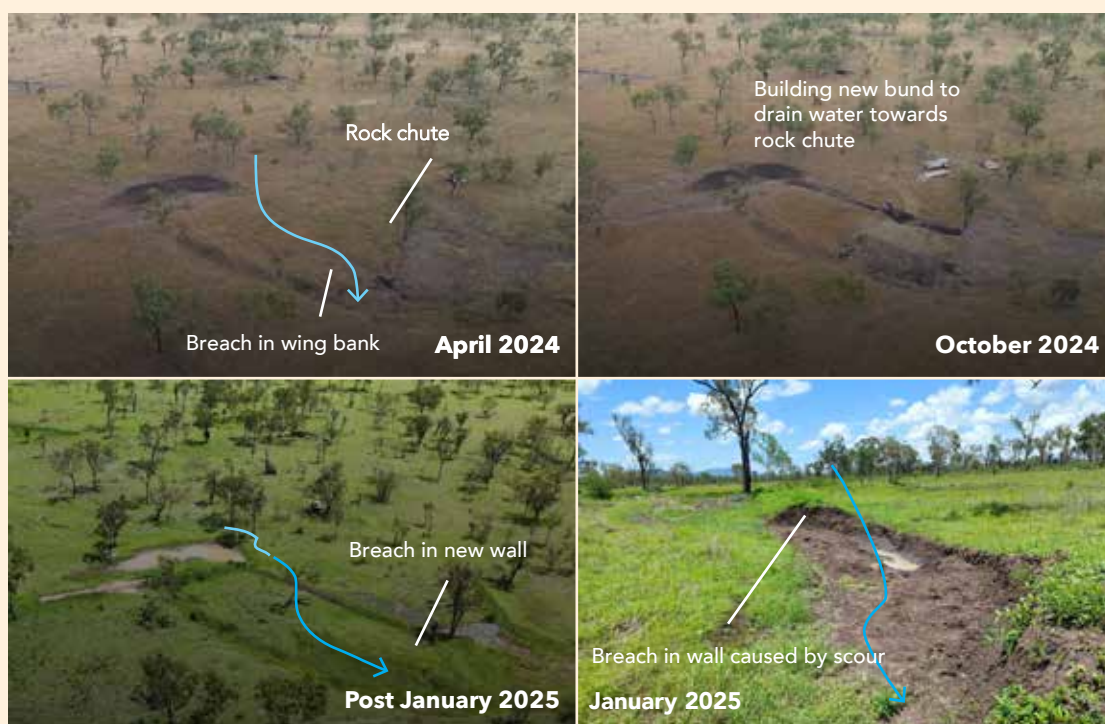 Rock chute
Breach in wing bank
April 2024
Building new bund to
drain water towards
rock chute
October 2024
Breach in new wall
Post January 2025
Breach in wall caused by scour
January 2025